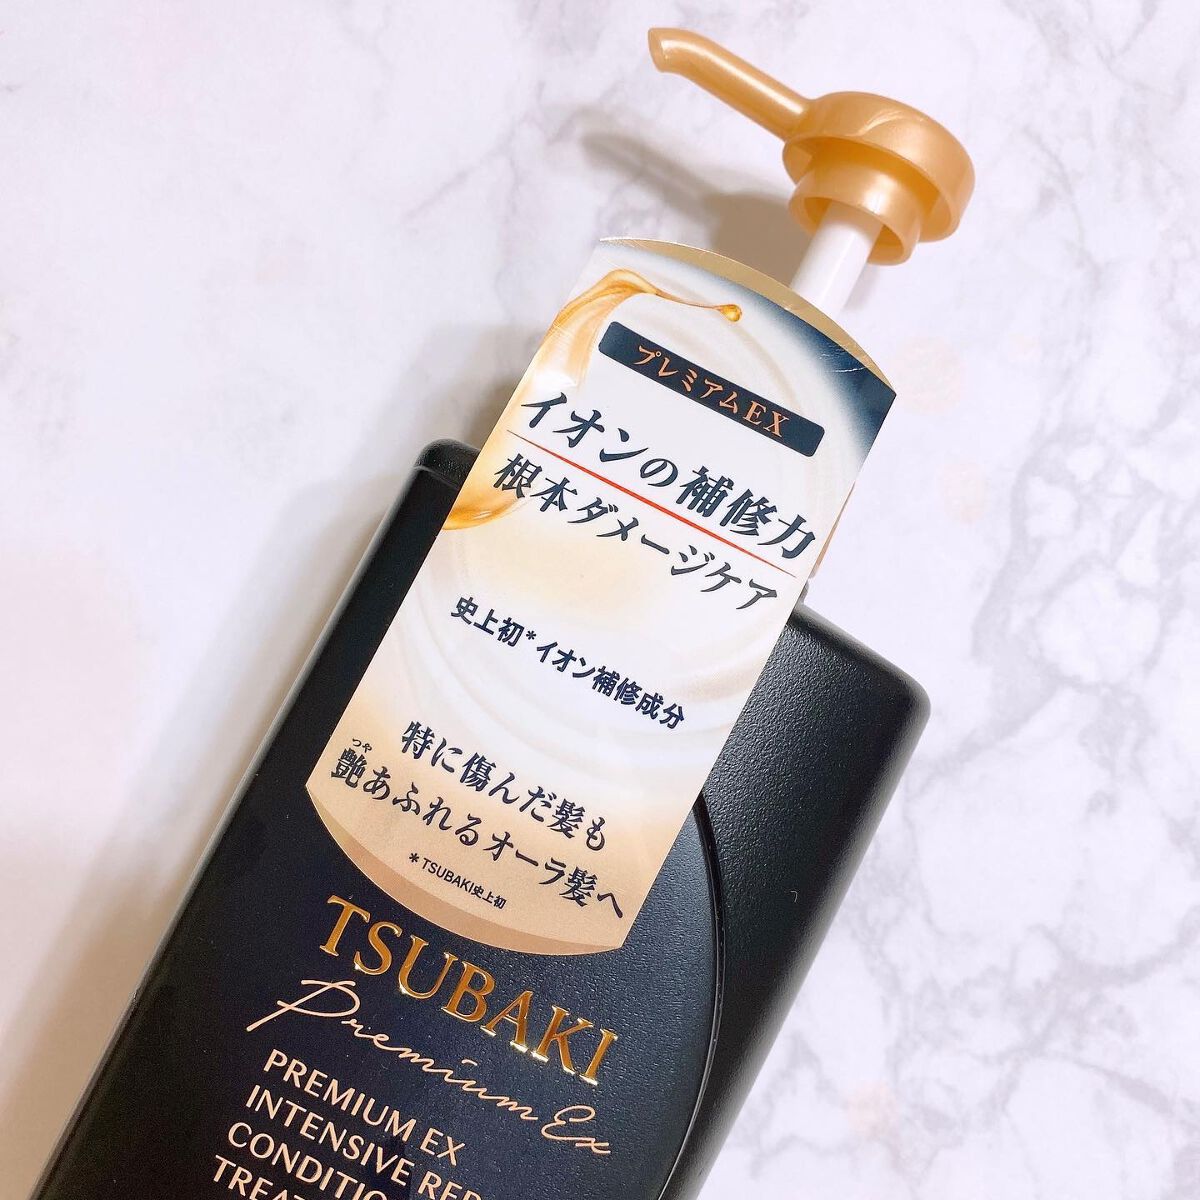 プレミアムEX
イオンの補修力
根本ダメージケア
史上初*イオン補修成分
特に傷んだ髪も
つや
艶あふれるオーラ髪へ
*TSUBAKI史上初
TSUBAKI
Premium Ex
PREMIUM EX
INTENSIVE REP
CONDITIO
TREAT